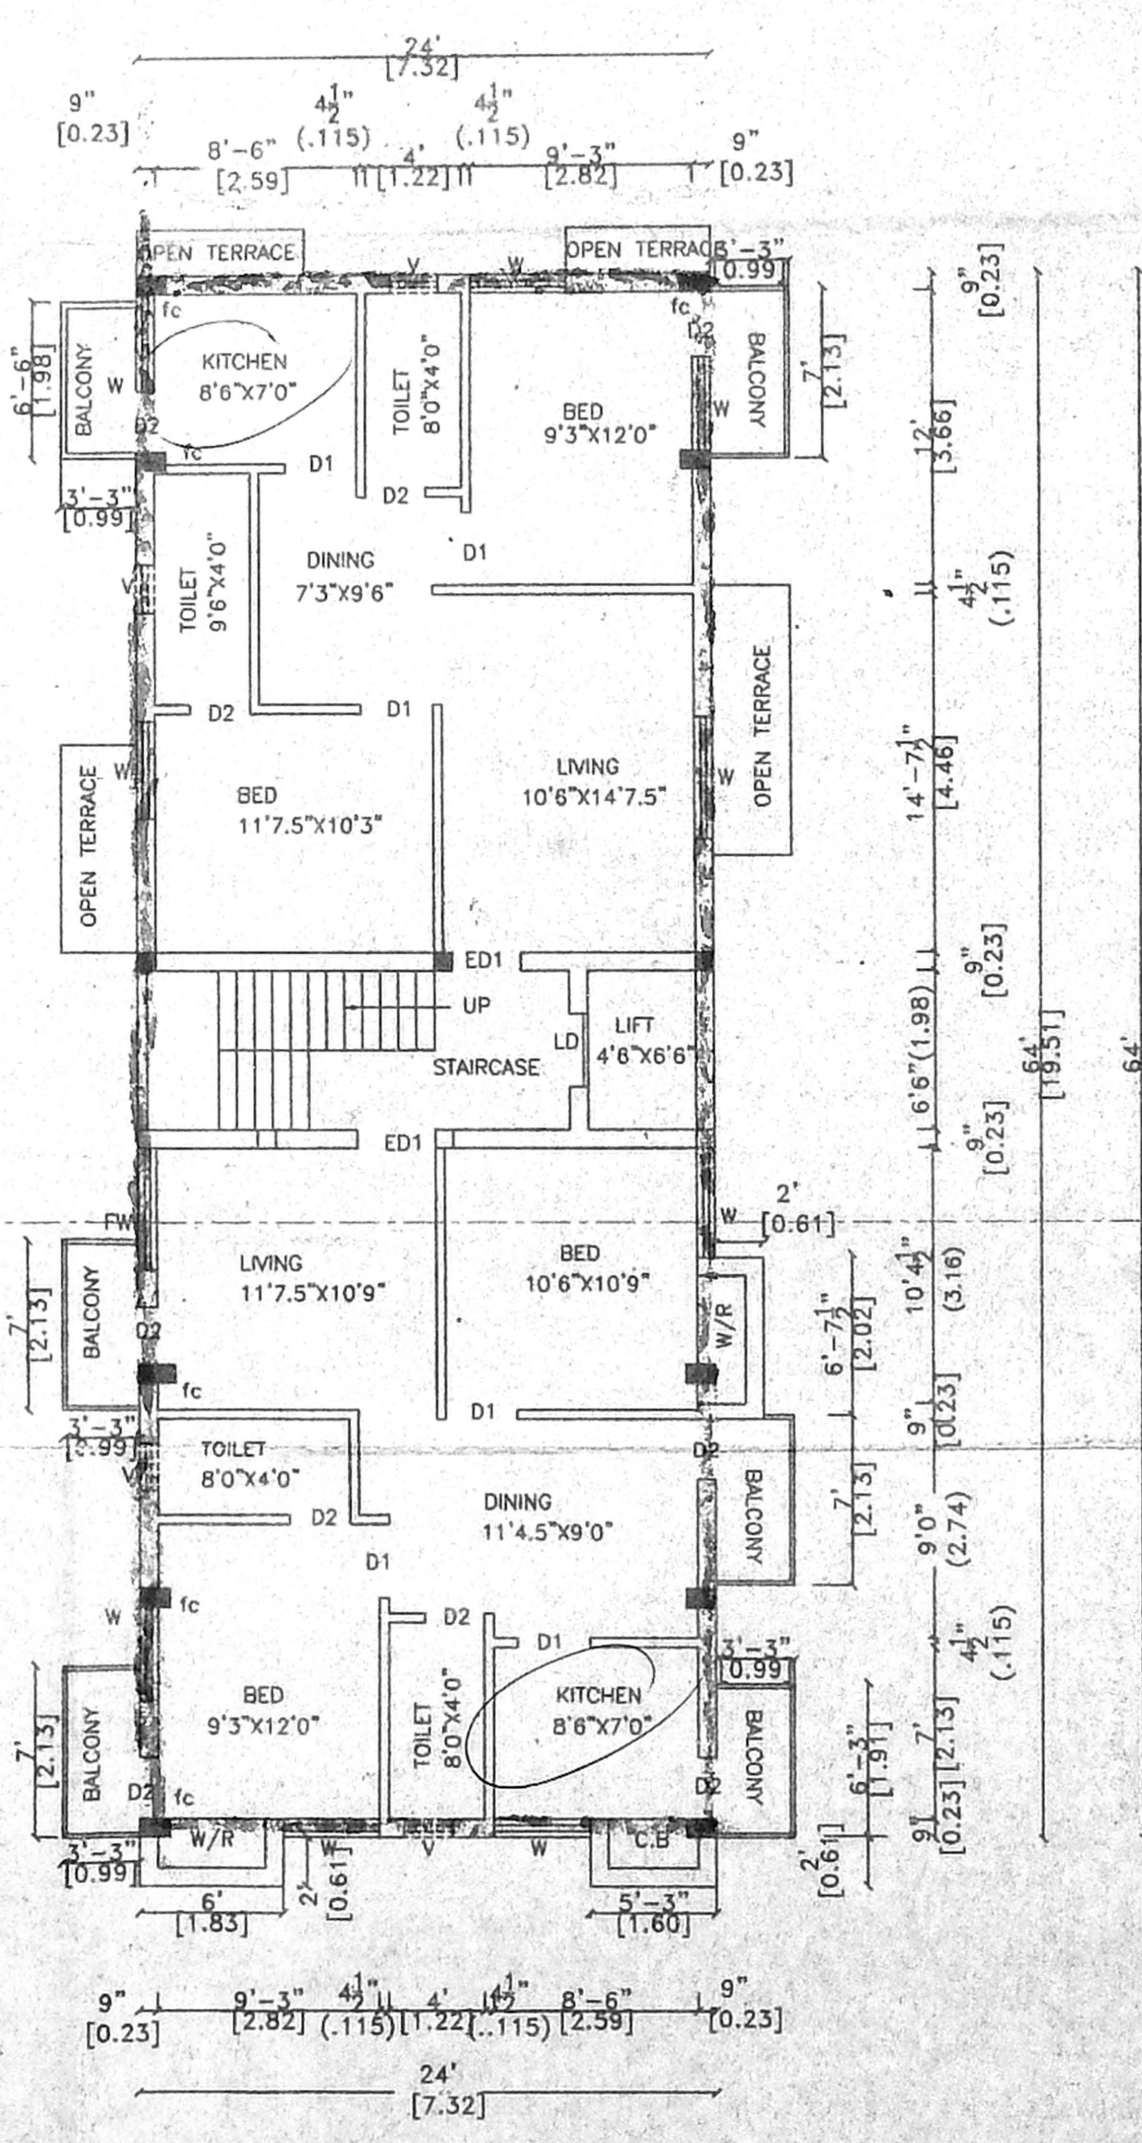 24'
[7.32]
9"
[0.23]
4½"
(.115)
4½"
(.115)
8'-6"
[2.59]
4'
[1.22]
9'-3"
[2.82]
9"
[0.23]
OPEN TERRACE
OPEN TERRAC
3'-3"
0.99
V
W
9"
[0.23]
fc
fc
D2
6'-6"
[1.98]
BALCONY
W
D2
KITCHEN
8'6"X7'0"
TOILET
8'0"X4'0"
BED
9'3"X12'0"
W
BALCONY
7'
[2.13]
12'
[3.66]
fc
D1
D2
3'-3"
[0.99]
D1
V
TOILET
9'6"X4'0"
DINING
7'3"X9'6"
4½"
(.115)
D2
D1
OPEN TERRACE
W
OPEN TERRACE
BED
11'7.5"X10'3"
LIVING
10'6"X14'7.5"
W
14'-7½"
[4.46]
ED1
9"
[0.23]
UP
LD
LIFT
4'8"X6'6"
STAIRCASE
6'6"(1.98)
64'
[19.51]
64'
ED1
9"
[0.23]
FW
W
2'
[0.61]
7'
[2.13]
BALCONY
LIVING
11'7.5"X10'9"
BED
10'6"X10'9"
W/R
6'-7½"
[2.02]
10'4½"
(3.16)
D2
fc
D1
9"
[0.23]
3'-3"
[0.99]
V
TOILET
8'0"X4'0"
D2
DINING
11'4.5"X9'0"
D2
BALCONY
7'
[2.13]
9'0"
(2.74)
D1
W
fc
D2
D1
3'-3"
0.99
4½"
(.115)
7'
[2.13]
BALCONY
BED
9'3"X12'0"
TOILET
8'0"X4'0"
KITCHEN
8'6"X7'0"
BALCONY
6'-3"
[1.91]
7'
[2.13]
D2
fc
D2
W/R
W
V
W
C.B
9"
[0.23]
3'-3"
[0.99]
2'
[0.61]
2'
[0.61]
6'
[1.83]
5'-3"
[1.60]
9"
[0.23]
9'-3"
[2.82]
4½"
(.115)
4'
[1.22]
4½"
(.115)
8'-6"
[2.59]
9"
[0.23]
24'
[7.32]